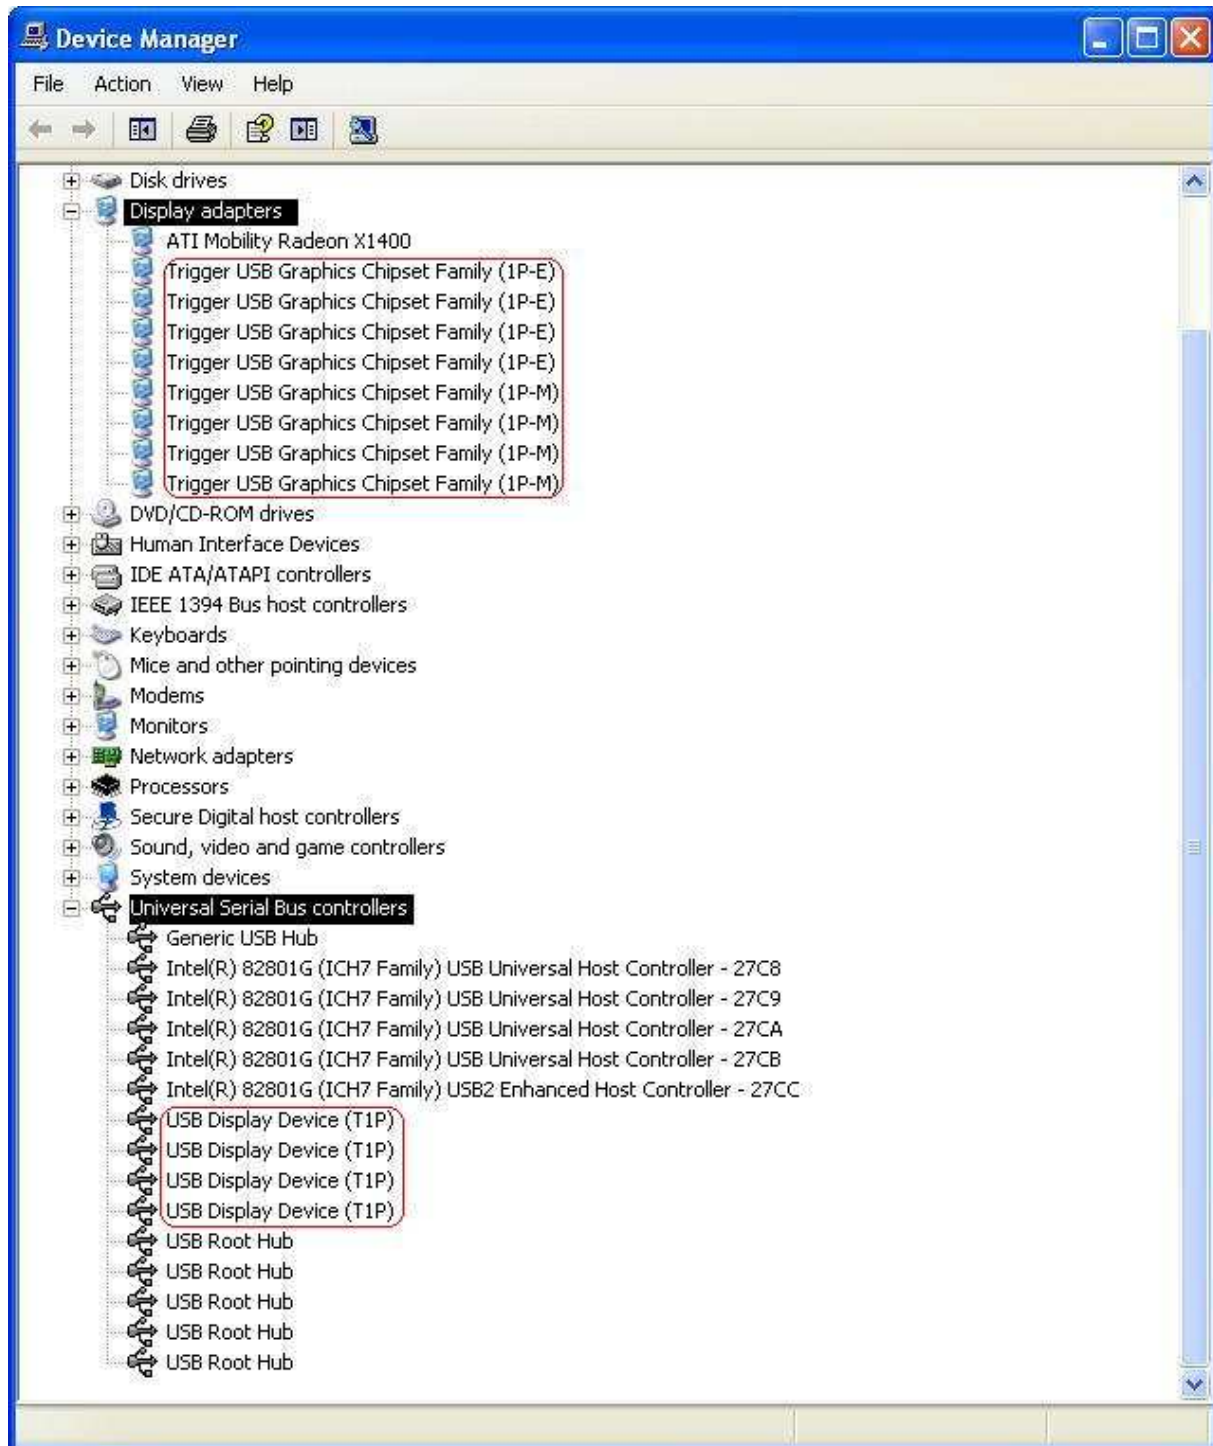 Device Manager
File Action View Help
Disk drives
Display adapters
ATI Mobility Radeon X1400
Trigger USB Graphics Chipset Family (1P-E)
Trigger USB Graphics Chipset Family (1P-E)
Trigger USB Graphics Chipset Family (1P-E)
Trigger USB Graphics Chipset Family (1P-E)
Trigger USB Graphics Chipset Family (1P-M)
Trigger USB Graphics Chipset Family (1P-M)
Trigger USB Graphics Chipset Family (1P-M)
Trigger USB Graphics Chipset Family (1P-M)
DVD/CD-ROM drives
Human Interface Devices
IDE ATA/ATAPI controllers
IEEE 1394 Bus host controllers
Keyboards
Mice and other pointing devices
Modems
Monitors
Network adapters
Processors
Secure Digital host controllers
Sound, video and game controllers
System devices
Universal Serial Bus controllers
Generic USB Hub
Intel(R) 82801G (ICH7 Family) USB Universal Host Controller - 27C8
Intel(R) 82801G (ICH7 Family) USB Universal Host Controller - 27C9
Intel(R) 82801G (ICH7 Family) USB Universal Host Controller - 27CA
Intel(R) 82801G (ICH7 Family) USB Universal Host Controller - 27CB
Intel(R) 82801G (ICH7 Family) USB2 Enhanced Host Controller - 27CC
USB Display Device (T1P)
USB Display Device (T1P)
USB Display Device (T1P)
USB Display Device (T1P)
USB Root Hub
USB Root Hub
USB Root Hub
USB Root Hub
USB Root Hub